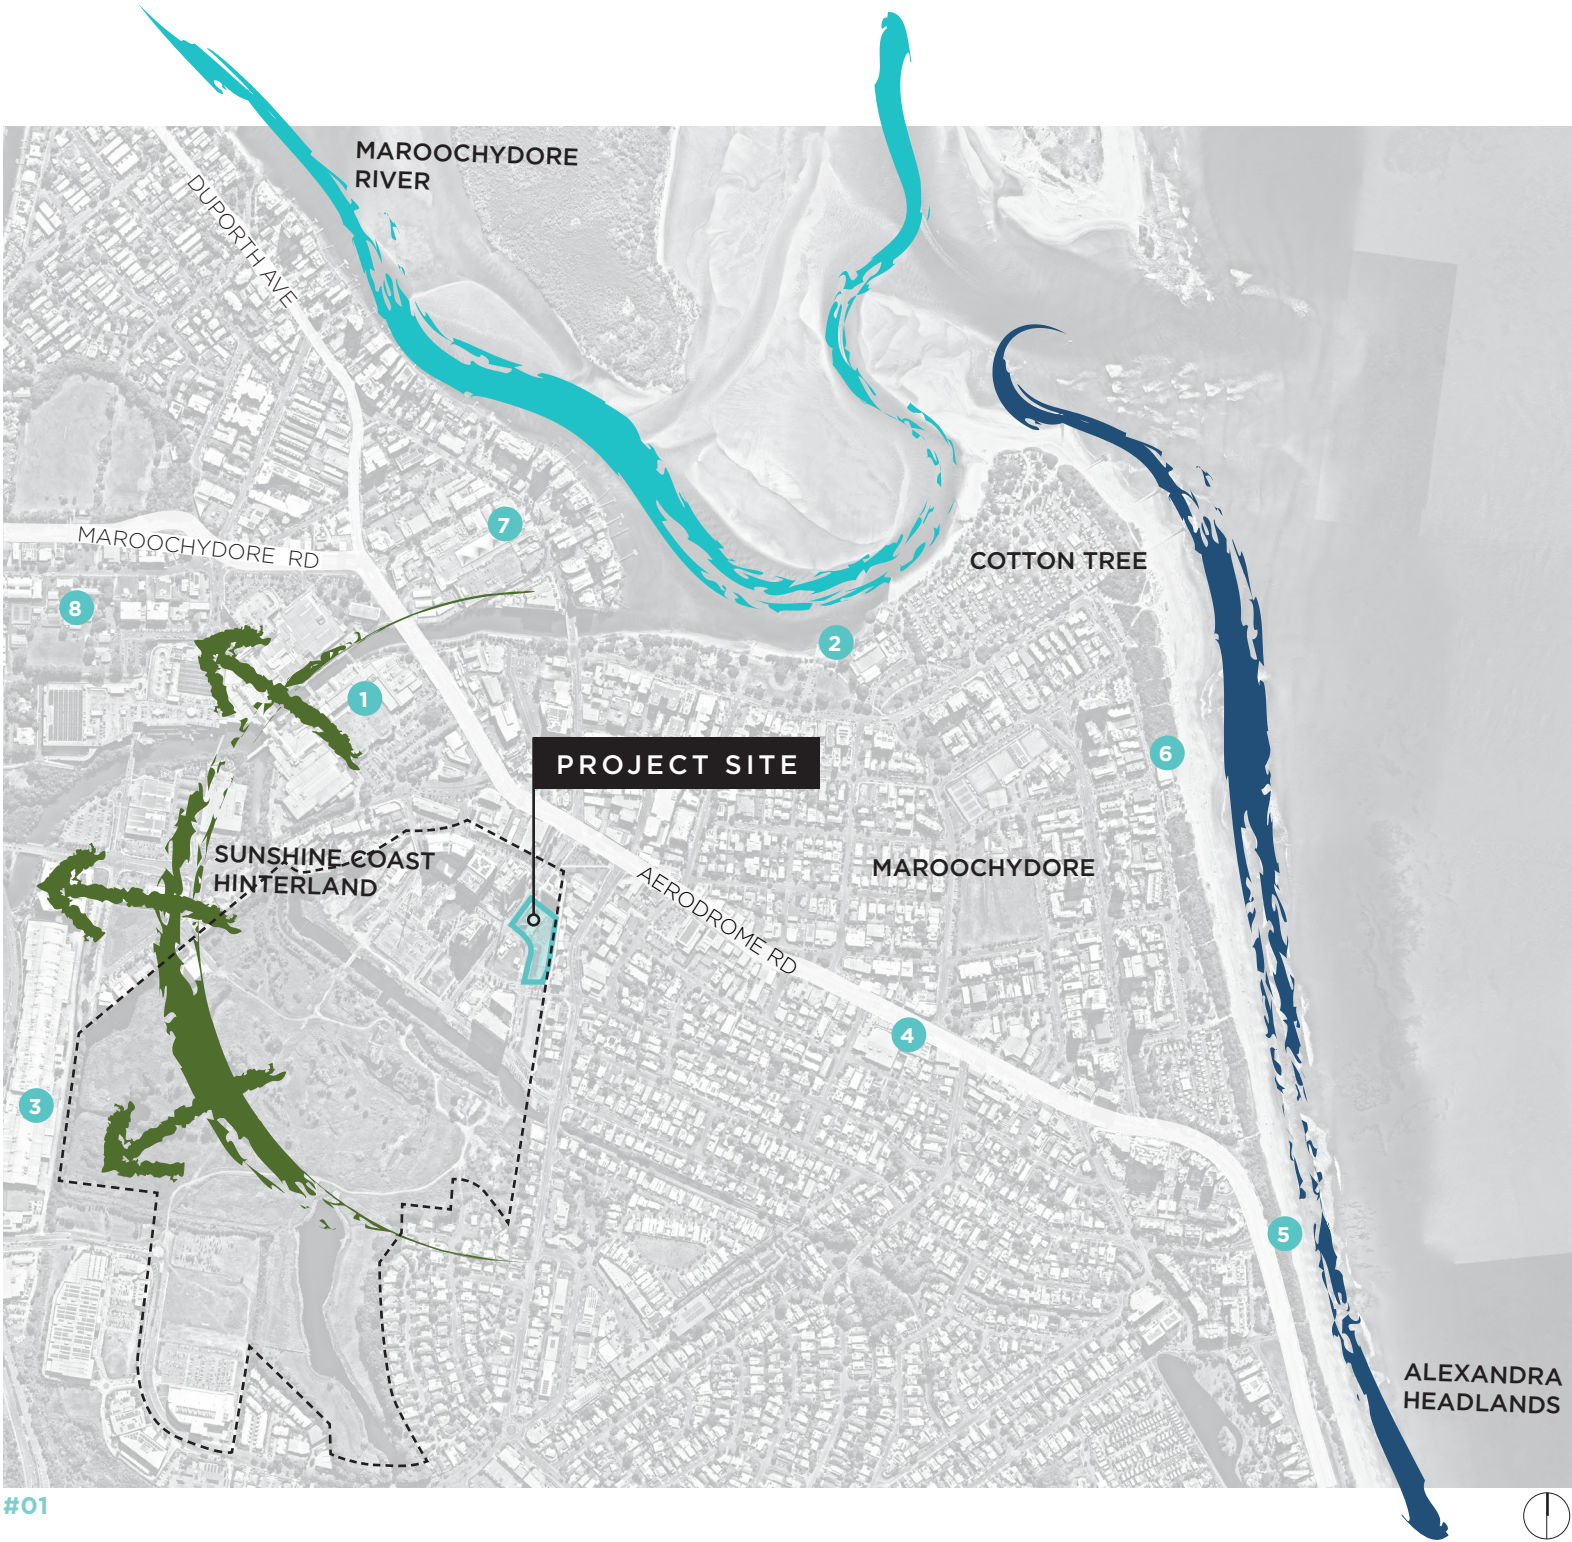 MAROOCHYDORE
RIVER
DUPORTH AVE
7
MAROOCHYDORE RD
COTTON TREE
8
2
1
6
PROJECT SITE
SUNSHINE COAST
HINTERLAND
MAROOCHYDORE
AERODROME RD
4
3
5
ALEXANDRA
HEADLANDS
#01